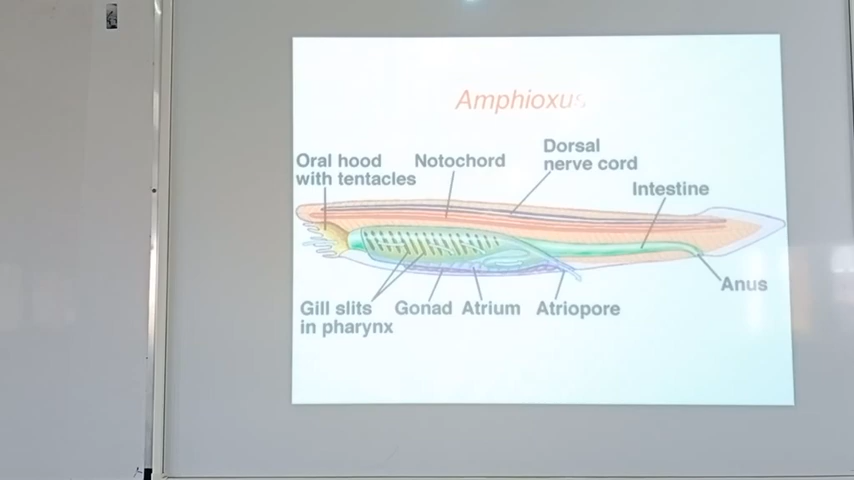 Amphioxus
Oral hood
with tentacles
Notochord
Dorsal
nerve cord
Intestine
Anus
Gill slits
in pharynx
Gonad
Atrium
Atriopore